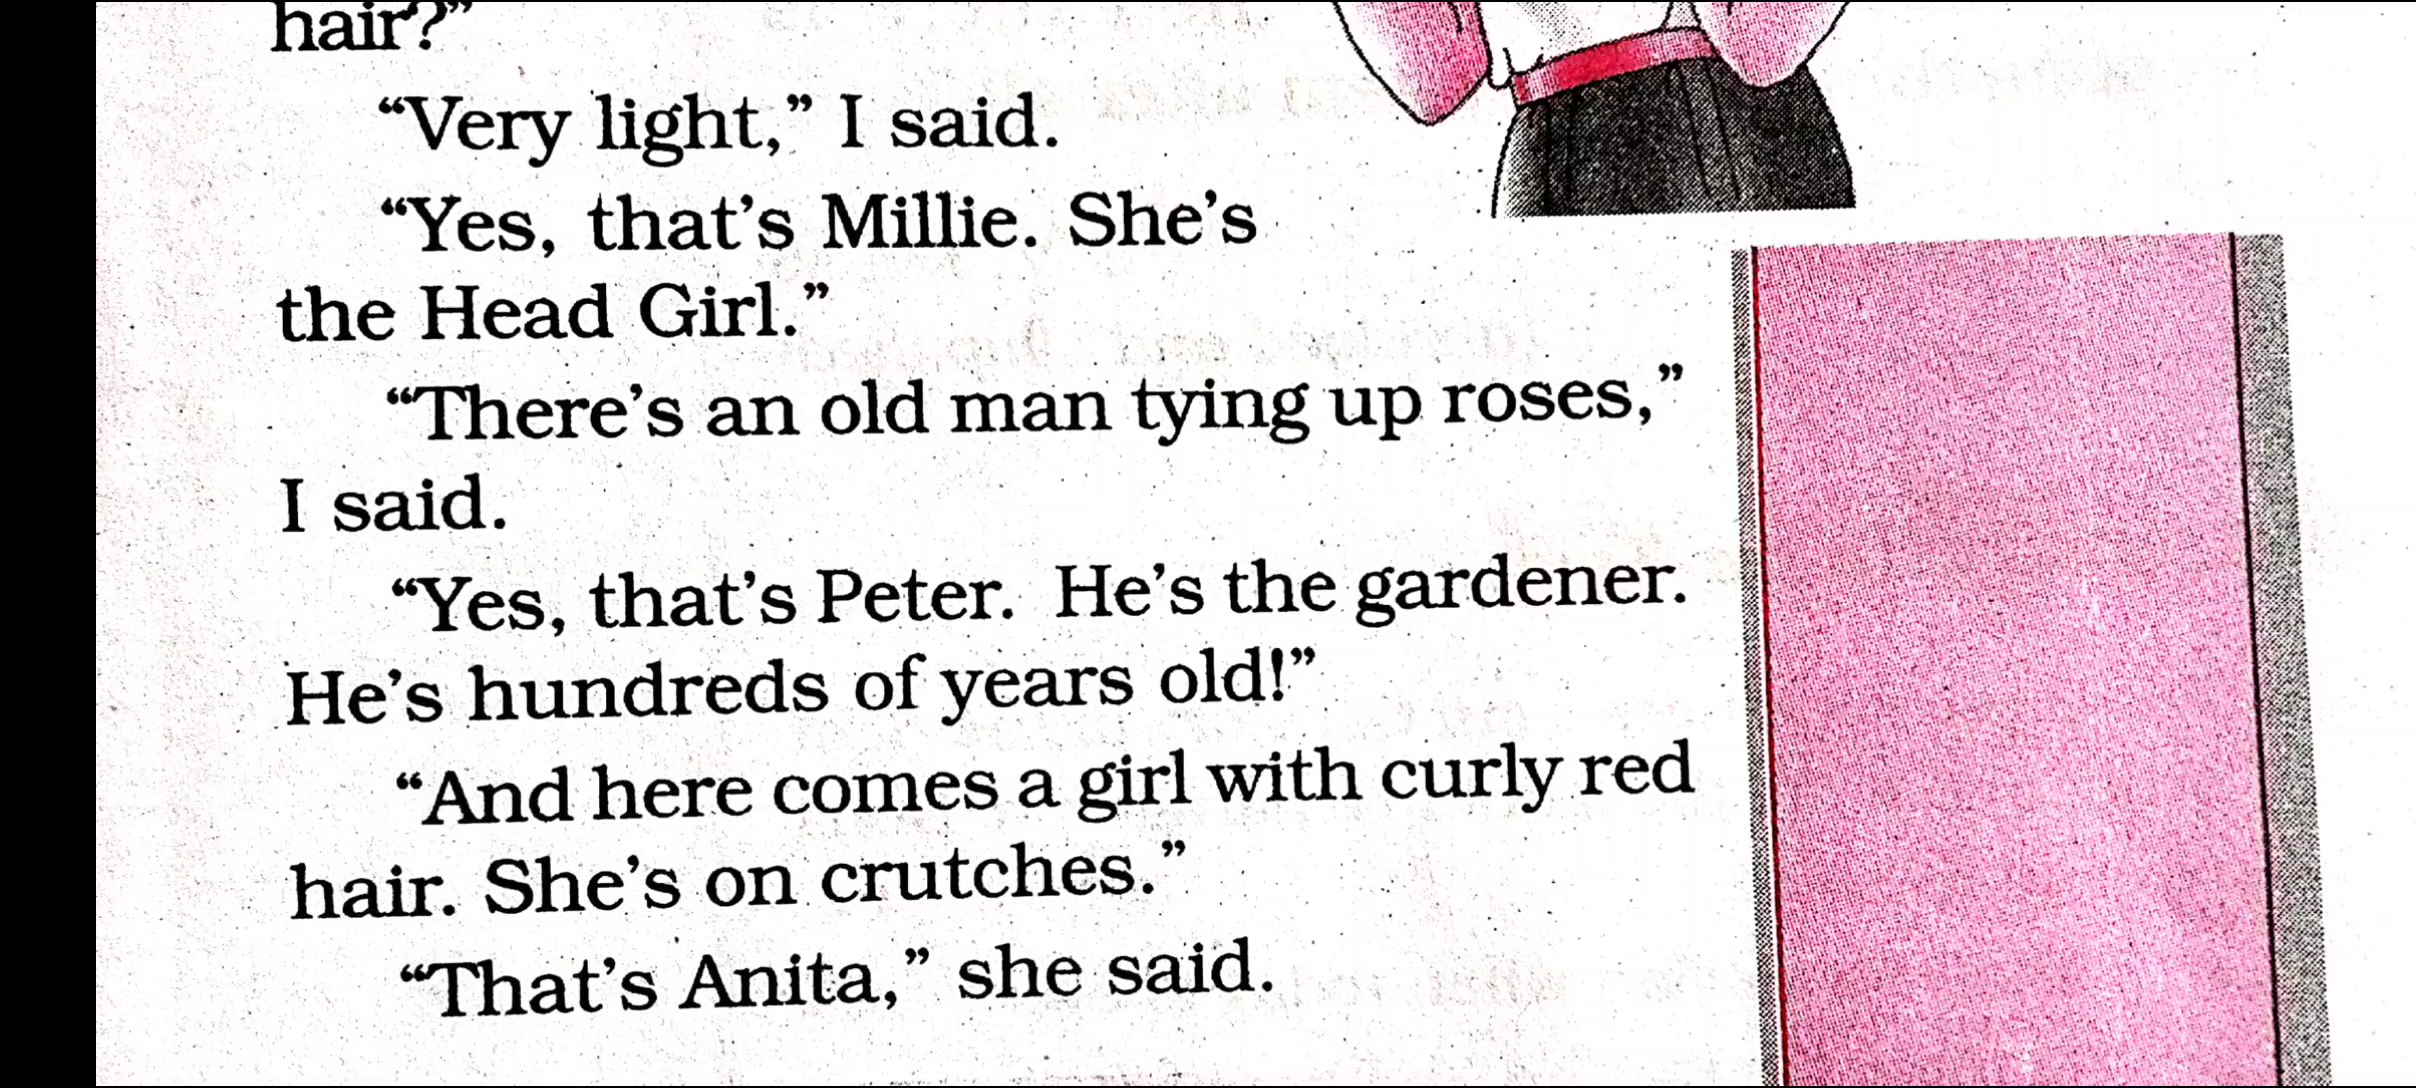 hair?”
“Very light,” I said.
“Yes, that’s Millie. She’s
the Head Girl.”
“There’s an old man tying up roses,”
I said.
“Yes, that’s Peter. He’s the gardener.
He’s hundreds of years old!”
“And here comes a girl with curly red
hair. She’s on crutches.”
“That’s Anita,” she said.